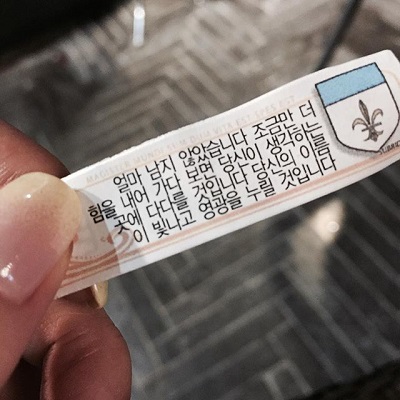 얼마 남지 않았습니다 조금만 더
힘을 내어 가다 보면 당신이 생각하는
곳에 다다를 것입니다 당신의 이름
이 빛나고 영광을 누릴 것입니다